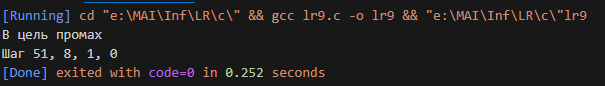 [Running] cd "e:\MAI\Inf\LR\c\" && gcc lr9.c -o lr9 && "e:\MAI\Inf\LR\c\"lr9
В цель промах
Шаг 51, 8, 1, 0
[Done] exited with code=0 in 0.252 seconds